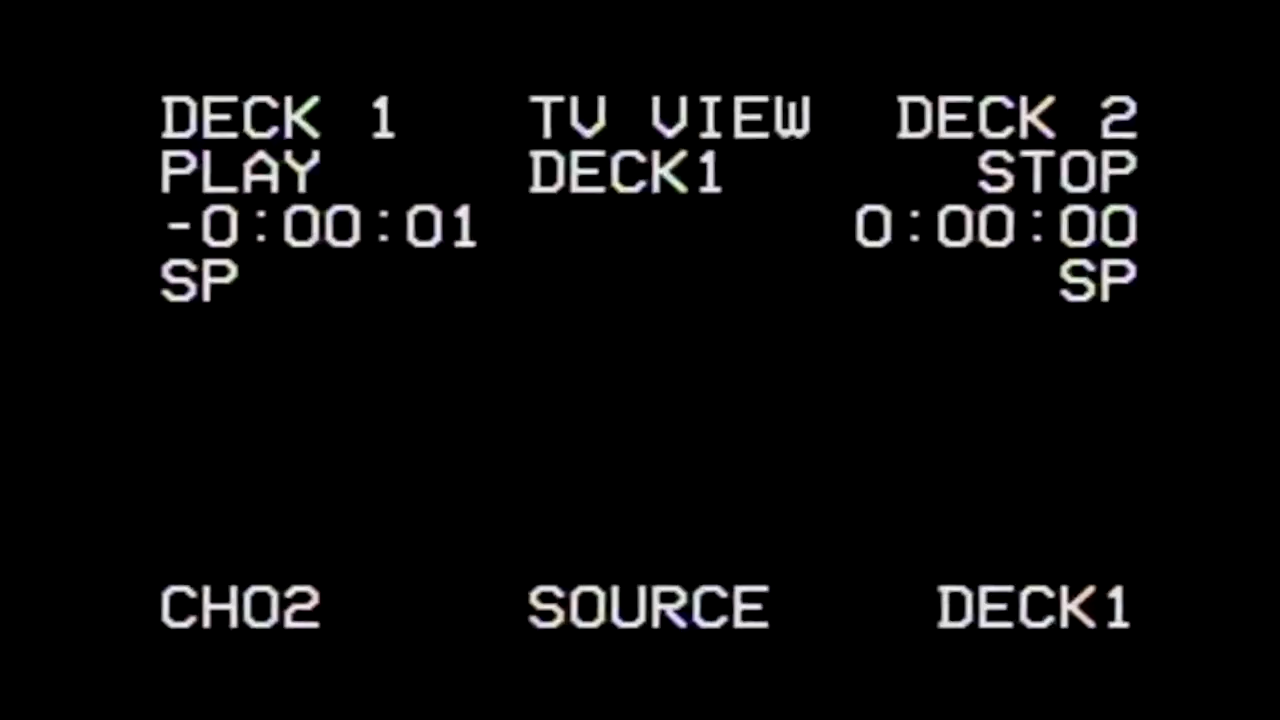 DECK 1 TV VIEW DECK 2
PLAY DECK1 STOP
-0:00:01 0:00:00
SP SP
CH02 SOURCE DECK1